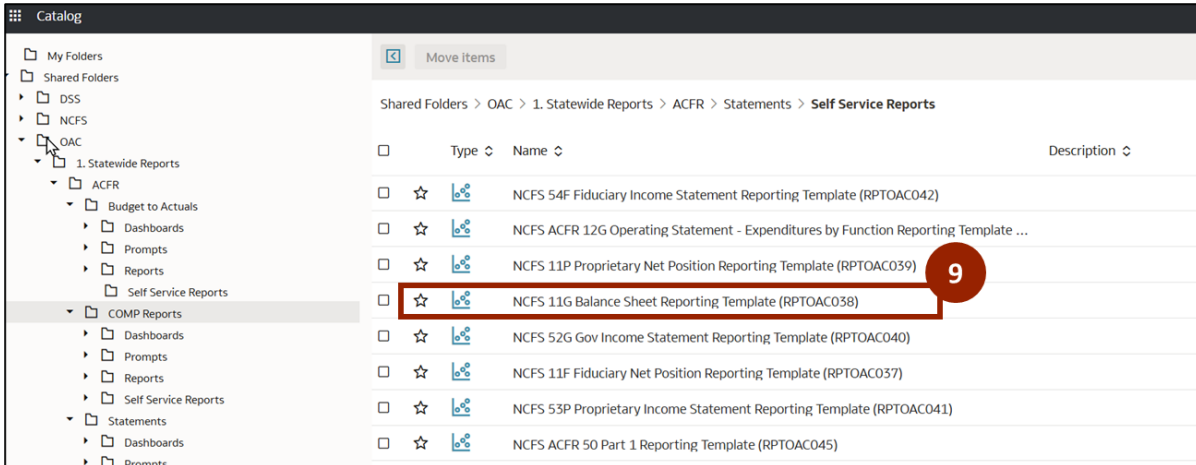 Catalog
My Folders
Shared Folders
DSS
NCFS
OAC
1. Statewide Reports
ACFR
Budget to Actuals
Dashboards
Prompts
Reports
Self Service Reports
COMP Reports
Dashboards
Prompts
Reports
Self Service Reports
Statements
Dashboards
Prompts
Move items
Shared Folders > OAC > 1. Statewide Reports > ACFR > Statements > Self Service Reports
Type Name Description
NCFS 54F Fiduciary Income Statement Reporting Template (RPTOAC042)
NCFS ACFR 12G Operating Statement - Expenditures by Function Reporting Template ...
NCFS 11P Proprietary Net Position Reporting Template (RPTOAC039)
9
NCFS 11G Balance Sheet Reporting Template (RPTOAC038)
NCFS 52G Gov Income Statement Reporting Template (RPTOAC040)
NCFS 11F Fiduciary Net Position Reporting Template (RPTOAC037)
NCFS 53P Proprietary Income Statement Reporting Template (RPTOAC041)
NCFS ACFR 50 Part 1 Reporting Template (RPTOAC045)